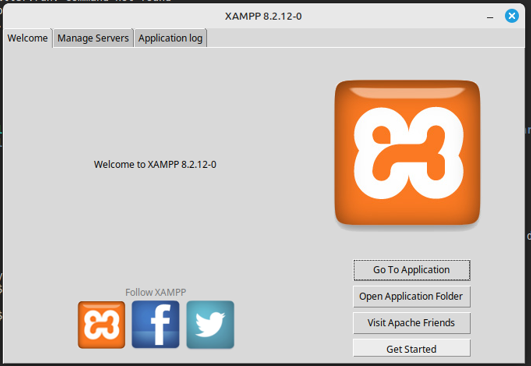 XAMPP 8.2.12-0
Welcome
Manage Servers
Application log
Welcome to XAMPP 8.2.12-0
Go To Application
Open Application Folder
Visit Apache Friends
Get Started
Follow XAMPP